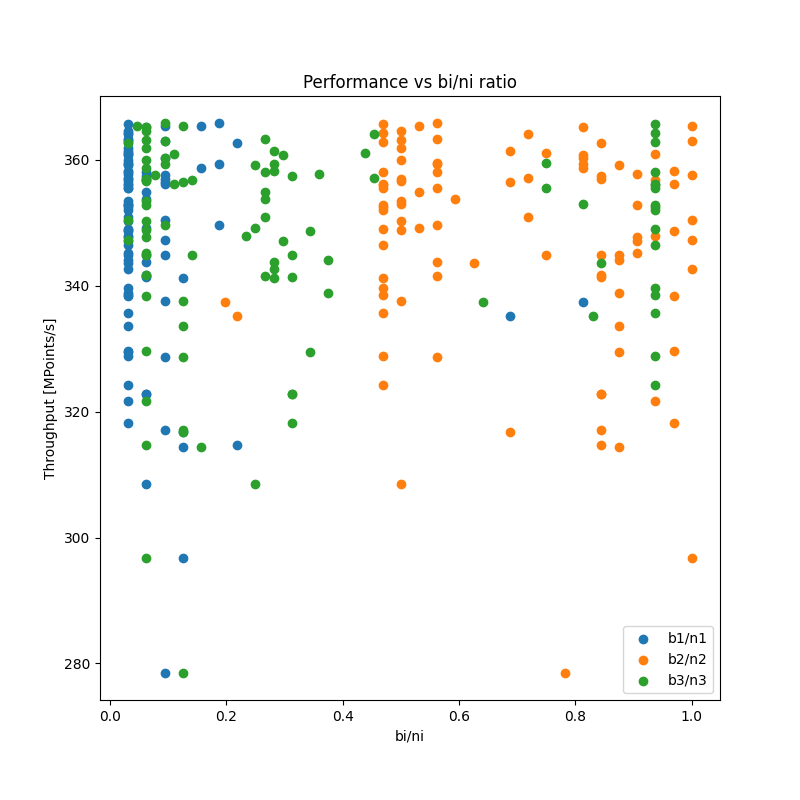 Performance vs bi/ni ratio
Throughput [MPoints/s]
360
340
320
300
280
0.0 0.2 0.4 0.6 0.8 1.0
bi/ni
b1/n1
b2/n2
b3/n3